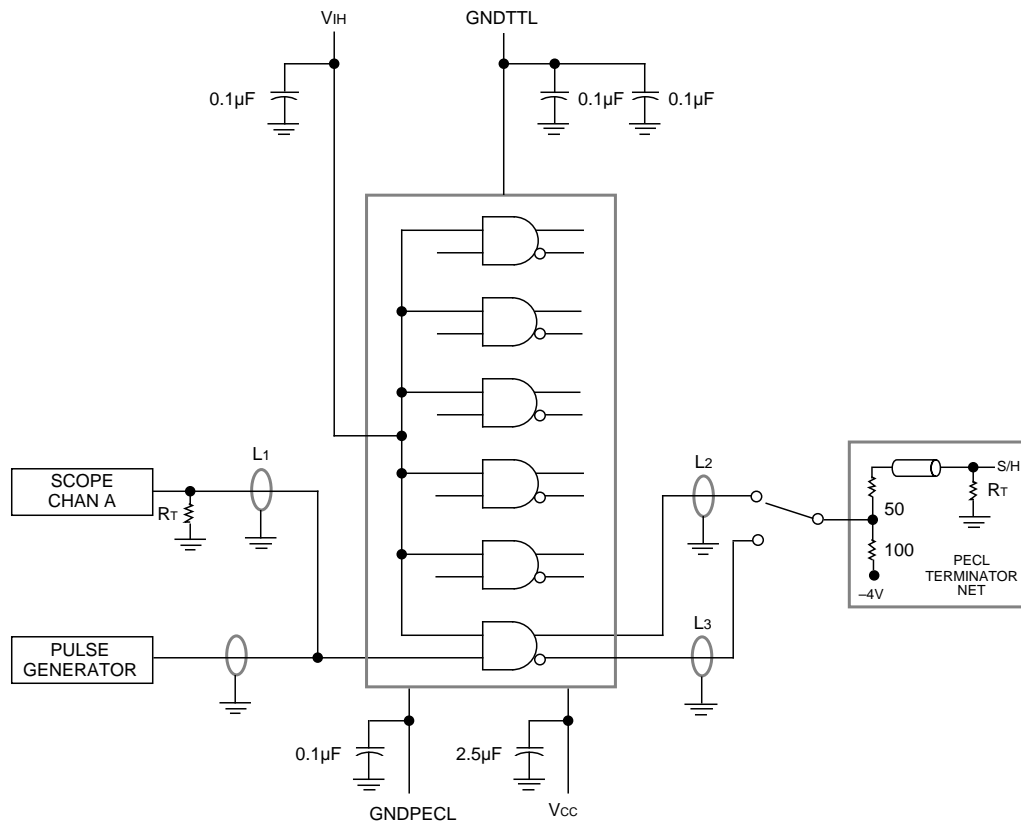 VIH
GNDTTL
0.1µF
0.1µF
0.1µF
SCOPE
CHAN A
L1
RT
L2
S/H
RT
50
100
PECL
TERMINATOR
NET
–4V
PULSE
GENERATOR
L3
0.1µF
2.5µF
GNDPECL
VCC